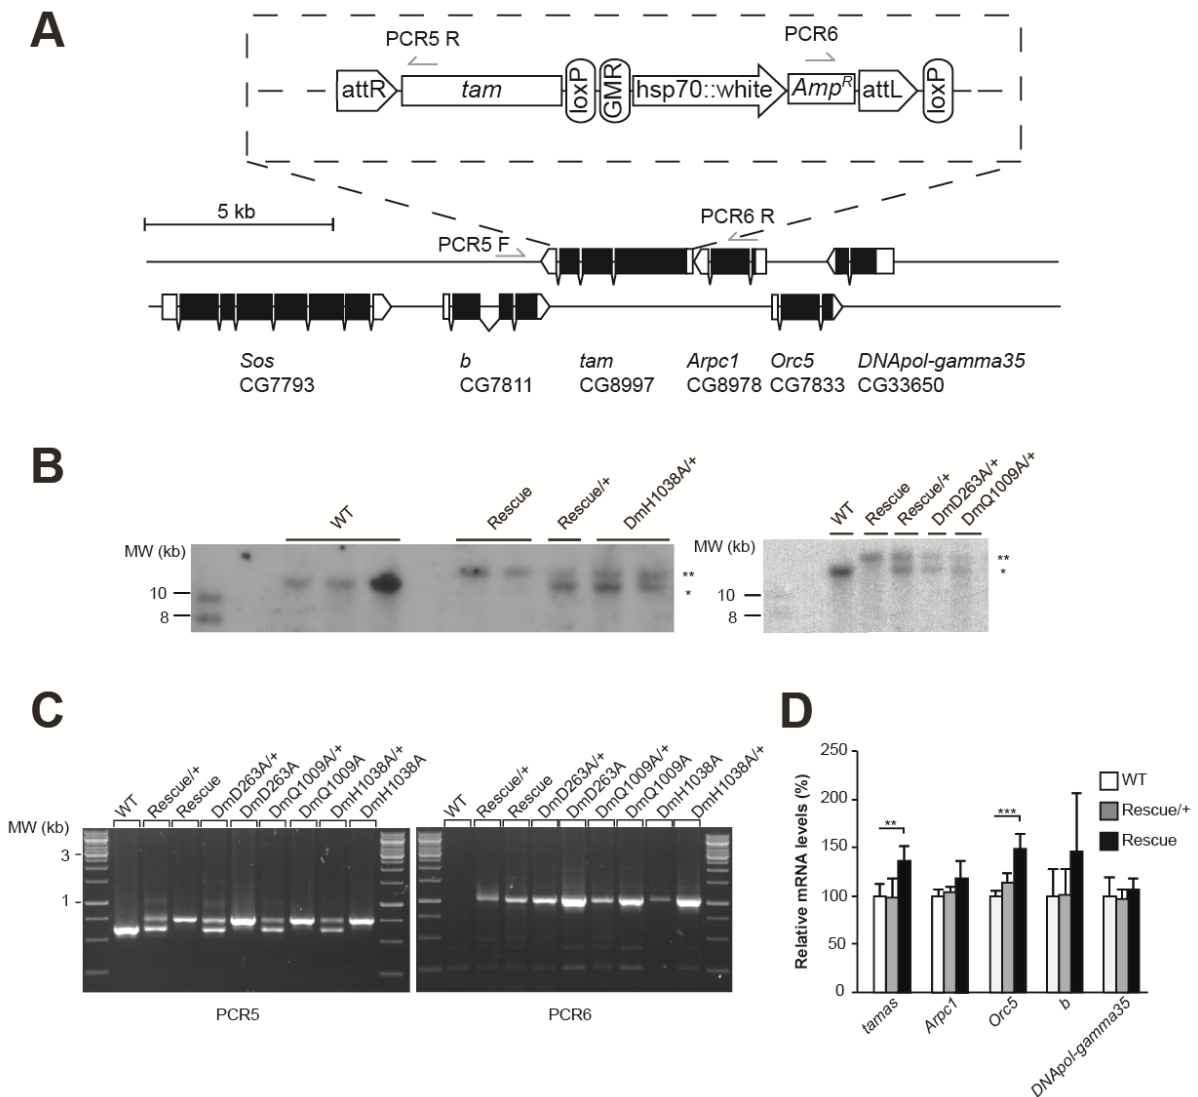 A
PCR5 R
PCR6
attR
tam
loxP
GMR
hsp70::white
Amp^R
attL
loxP
5 kb
PCR6 R
PCR5 F
Sos
b
tam
Arpc1
Orc5
DNApol-gamma35
CG7793
CG7811
CG8997
CG8978
CG7833
CG33650
B
WT
Rescue
Rescue/+
DmH1038A/+
MW (kb)
10
8
**
*
WT
Rescue
Rescue/+
DmD263A/+
DmQ1009A/+
MW (kb)
10
8
**
*
C
WT
Rescue/+
Rescue
DmD263A/+
DmD263A
DmQ1009A/+
DmQ1009A
DmH1038A/+
DmH1038A
MW (kb)
3
1
PCR5
WT
Rescue/+
Rescue
DmD263A/+
DmD263A
DmQ1009A/+
DmQ1009A
DmH1038A
DmH1038A/+
PCR6
D
Relative mRNA levels (%)
250
200
150
100
50
0
**
***
WT
Rescue/+
Rescue
tamas
Arpc1
Orc5
b
DNApol-gamma35